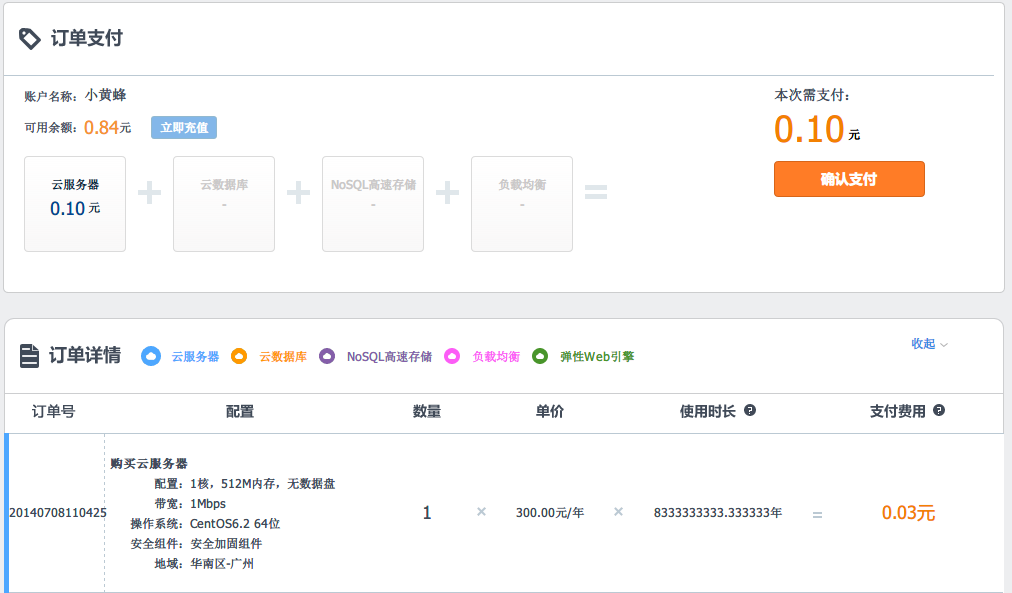 订单支付
账户名称：小黄蜂
可用余额：0.84元 立即充值
本次需支付：
0.10 元
确认支付
云服务器
0.10 元
+
云数据库
-
+
NoSQL高速存储
-
+
负载均衡
-
=
订单详情 云服务器 云数据库 NoSQL高速存储 负载均衡 弹性Web引擎 收起
订单号 配置 数量 单价 使用时长 ? 支付费用 ?
购买云服务器
配置：1核，512M内存，无数据盘
带宽：1Mbps
操作系统：CentOS6.2 64位
安全组件：安全加固组件
地域：华南区-广州
20140708110425 1 × 300.00元/年 × 8333333333.333333年 = 0.03元